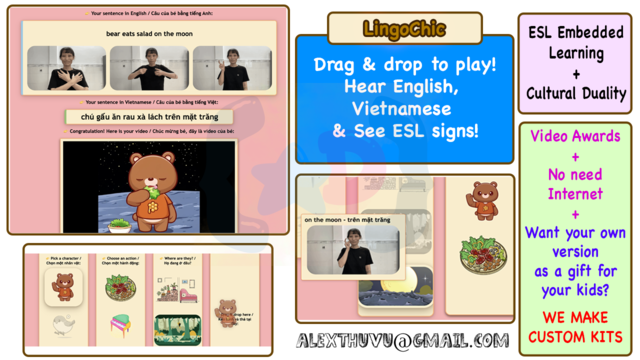 Your sentence in English / Câu của bé bằng tiếng Anh:
bear eats salad on the moon
Your sentence in Vietnamese / Câu của bé bằng tiếng Việt:
chú gấu ăn rau xà lách trên mặt trăng
Congratulation! Here is your video / Chúc mừng bé, đây là video của bé:
LingoChic
Drag & drop to play!
Hear English,
Vietnamese
& See ESL signs!
ESL Embedded
Learning
+
Cultural Duality
Video Awards
+
No need
Internet
+
Want your own
version
as a gift for
your kids?
WE MAKE
CUSTOM KITS
Pick a character /
Chọn một nhân vật:
Choose an action /
Chọn một hành động:
Where are they? /
Họ đang ở đâu?
on the moon - trên mặt trăng
ALEXTHUVU@GMAIL.COM